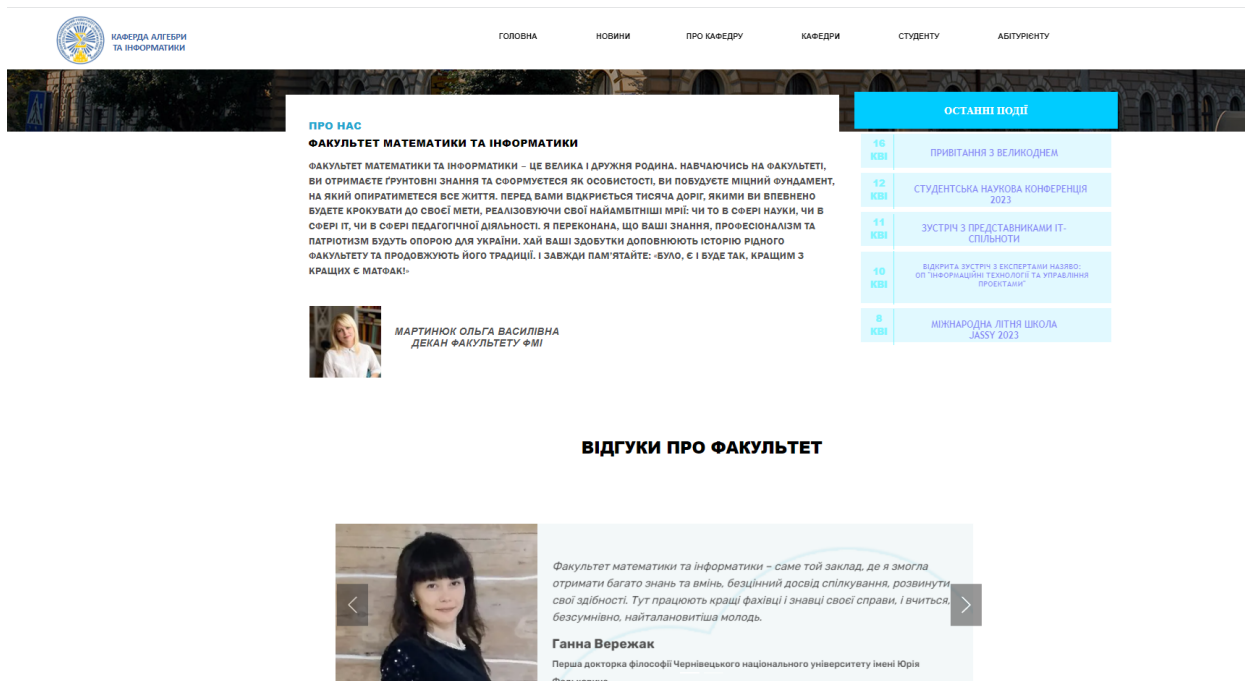 КАФЕРДА АЛГЕБРИ
ТА ІНФОРМАТИКИ
ГОЛОВНА НОВИНИ ПРО КАФЕДРУ КАФЕДРИ СТУДЕНТУ АБІТУРІЄНТУ
ПРО НАС
ФАКУЛЬТЕТ МАТЕМАТИКИ ТА ІНФОРМАТИКИ
ФАКУЛЬТЕТ МАТЕМАТИКИ ТА ІНФОРМАТИКИ – ЦЕ ВЕЛИКА І ДРУЖНЯ РОДИНА. НАВЧАЮЧИСЬ НА ФАКУЛЬТЕТІ,
ВИ ОТРИМАЄТЕ ҐРУНТОВНІ ЗНАННЯ ТА СФОРМУЄТЕСЯ ЯК ОСОБИСТОСТІ, ВИ ПОБУДУЄТЕ МІЦНИЙ ФУНДАМЕНТ,
НА ЯКИЙ ОПИРАТИМЕТЕСЯ ВСЕ ЖИТТЯ. ПЕРЕД ВАМИ ВІДКРИЄТЬСЯ ТИСЯЧА ДОРІГ, ЯКИМИ ВИ ВПЕВНЕНО
БУДЕТЕ КРОКУВАТИ ДО СВОЄЇ МЕТИ, РЕАЛІЗОВУЮЧИ СВОЇ НАЙАМБІТНІШІ МРІЇ: ЧИ ТО В СФЕРІ НАУКИ, ЧИ В
СФЕРІ ІТ, ЧИ В СФЕРІ ПЕДАГОГІЧНОЇ ДІЯЛЬНОСТІ. Я ПЕРЕКОНАНА, ЩО ВАШІ ЗНАННЯ, ПРОФЕСІОНАЛІЗМ ТА
ПАТРІОТИЗМ БУДУТЬ ОПОРОЮ ДЛЯ УКРАЇНИ. ХАЙ ВАШІ ЗДОБУТКИ ДОПОВНЮЮТЬ ІСТОРІЮ РІДНОГО
ФАКУЛЬТЕТУ ТА ПРОДОВЖУЮТЬ ЙОГО ТРАДИЦІЇ. І ЗАВЖДИ ПАМ'ЯТАЙТЕ: «БУЛО, Є І БУДЕ ТАК, КРАЩИМ З
КРАЩИХ Є МАТФАК!»
МАРТИНЮК ОЛЬГА ВАСИЛІВНА
ДЕКАН ФАКУЛЬТЕТУ ФМІ
ОСТАННІ ПОДІЇ
16
КВІ
ПРИВІТАННЯ З ВЕЛИКОДНЕМ
12
КВІ
СТУДЕНТСЬКА НАУКОВА КОНФЕРЕНЦІЯ
2023
11
КВІ
ЗУСТРІЧ З ПРЕДСТАВНИКАМИ ІТ-
СПІЛЬНОТИ
10
КВІ
ВІДКРИТА ЗУСТРІЧ З ЕКСПЕРТАМИ НАЗЯВО:
ОП "ІНФОРМАЦІЙНІ ТЕХНОЛОГІЇ ТА УПРАВЛІННЯ
ПРОЕКТАМИ"
8
КВІ
МІЖНАРОДНА ЛІТНЯ ШКОЛА
JASSY 2023
ВІДГУКИ ПРО ФАКУЛЬТЕТ
Факультет математики та інформатики – саме той заклад, де я змогла
отримати багато знань та вмінь, безцінний досвід спілкування, розвинути
свої здібності. Тут працюють кращі фахівці і знавці своєї справи, і вчиться,
безсумнівно, найталановитіша молодь.
Ганна Вережак
Перша докторка філософії Чернівецького національного університету імені Юрія